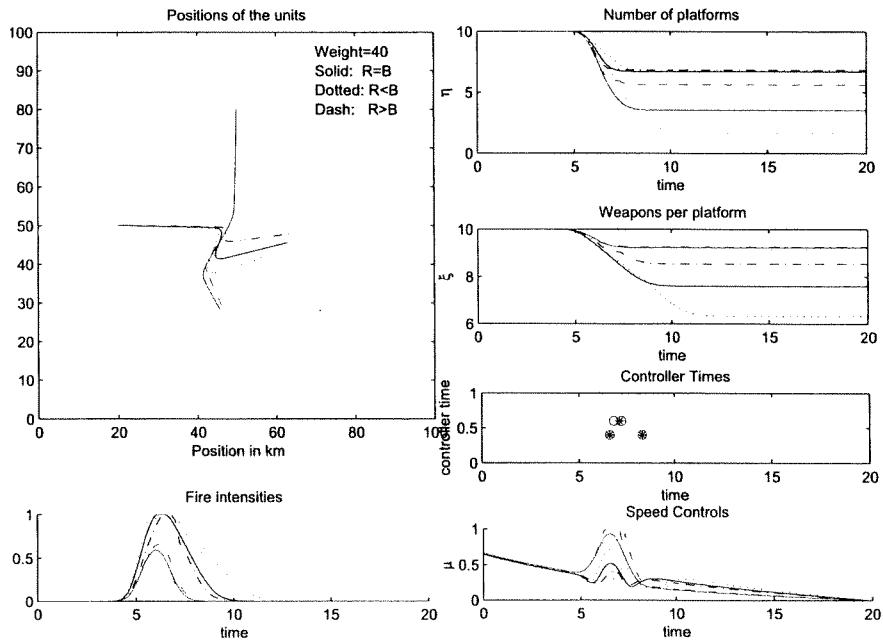 Positions of the units
100
90
80
70
60
50
40
30
20
10
0
0
20
40
60
80
100
Position in km
Weight=40
Solid: R=B
Dotted: R<B
Dash: R>B
Number of platforms
10
5
0
η
0
5
10
15
20
time
Weapons per platform
10
8
6
ξ
0
5
10
15
20
time
Controller Times
1
0.5
0
controller time
0
5
10
15
20
time
Fire intensities
1
0.5
0
0
5
10
15
20
time
Speed Controls
1
0.5
0
μ
0
5
10
15
20
time